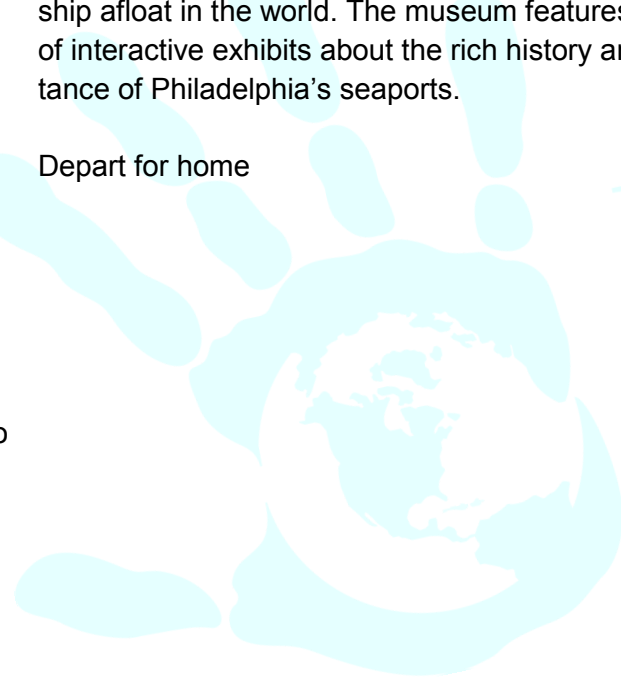 ship afloat in the world. The museum features
of interactive exhibits about the rich history
tance of Philadelphia’s seaports.
Depart for home